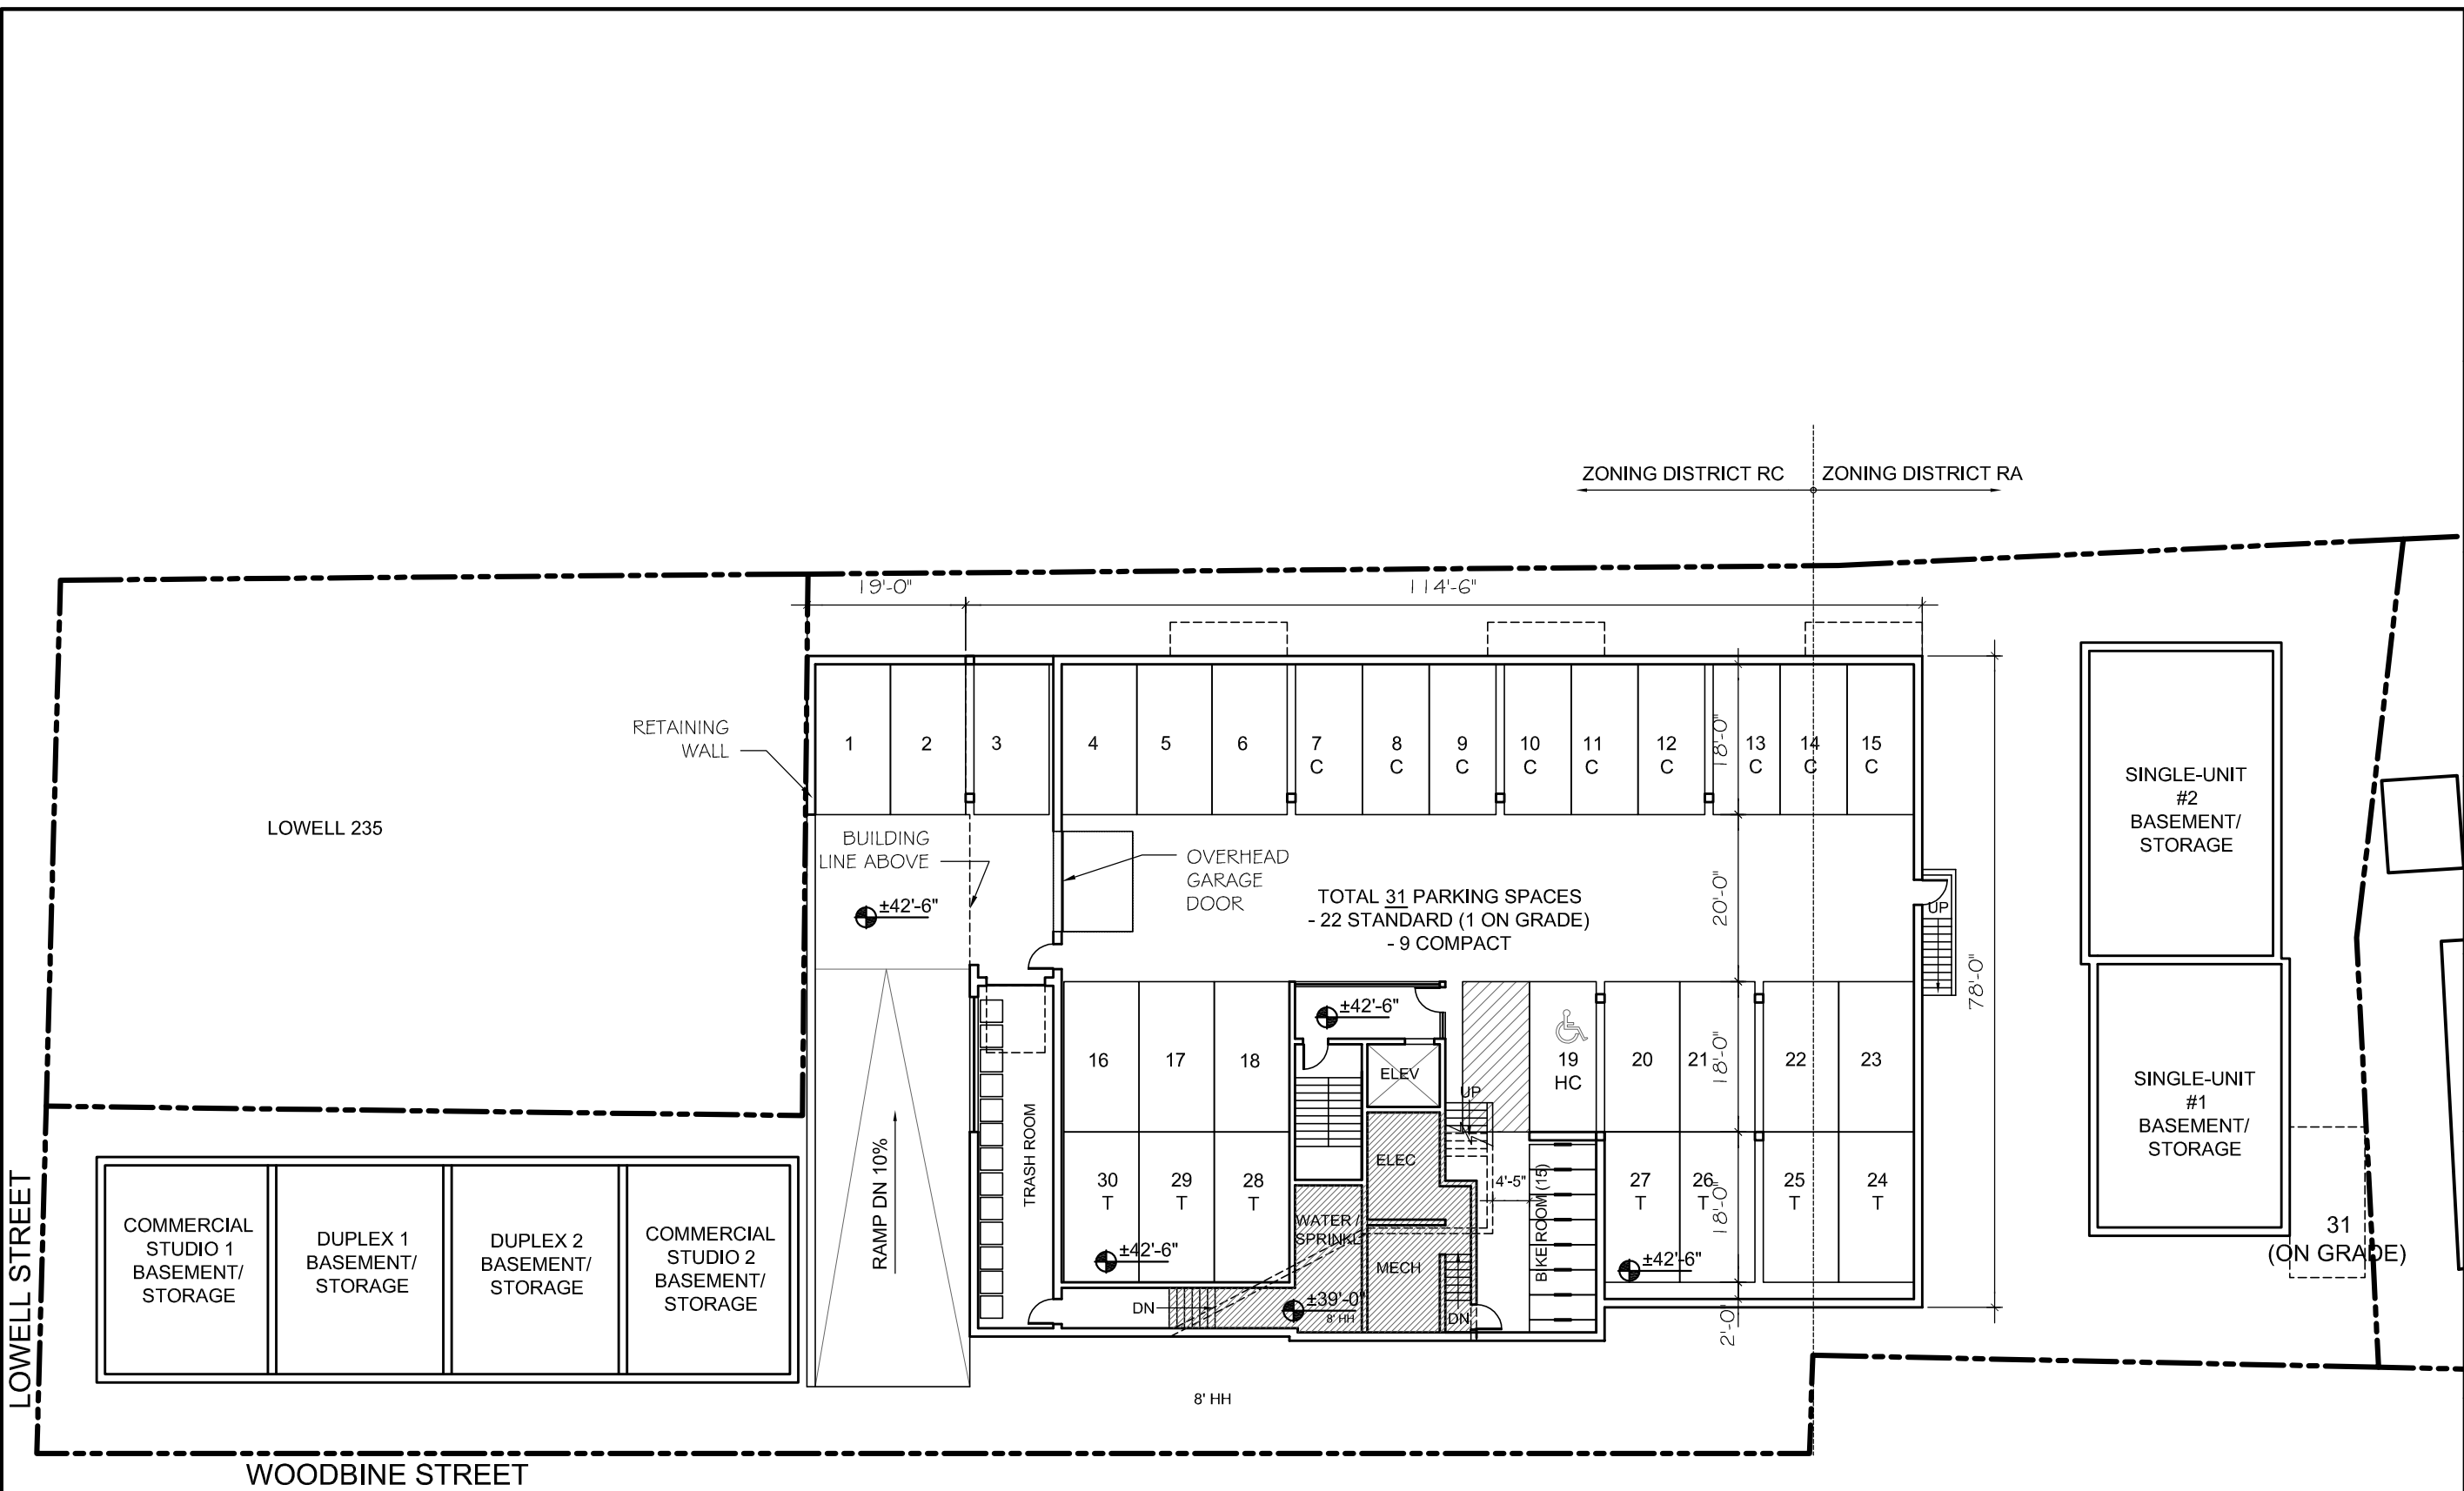 ZONING DISTRICT RC
ZONING DISTRICT RA
19'-0"
114'-6"
RETAINING
WALL
1
2
3
4
5
6
7
C
8
C
9
C
10
C
11
C
12
C
18'-0"
13
C
14
C
15
C
LOWELL 235
BUILDING
LINE ABOVE
±42'-6"
OVERHEAD
GARAGE
DOOR
TOTAL 31 PARKING SPACES
- 22 STANDARD (1 ON GRADE)
- 9 COMPACT
20'-0"
UP
78'-0"
SINGLE-UNIT
#2
BASEMENT/
STORAGE
±42'-6"
16
17
18
ELEV
UP
19
HC
20
21
18'-0"
22
23
SINGLE-UNIT
#1
BASEMENT/
STORAGE
RAMP DN 10%
TRASH ROOM
30
T
29
T
28
T
ELEC
4'-5"
BIKE ROOM (15)
27
T
26
T
18'-0"
25
T
24
T
WATER /
SPRINKL
MECH
±42'-6"
±42'-6"
DN
±39'-0"
8' HH
DN
2'-0"
31
(ON GRADE)
COMMERCIAL
STUDIO 1
BASEMENT/
STORAGE
DUPLEX 1
BASEMENT/
STORAGE
DUPLEX 2
BASEMENT/
STORAGE
COMMERCIAL
STUDIO 2
BASEMENT/
STORAGE
8' HH
LOWELL STREET
WOODBINE STREET